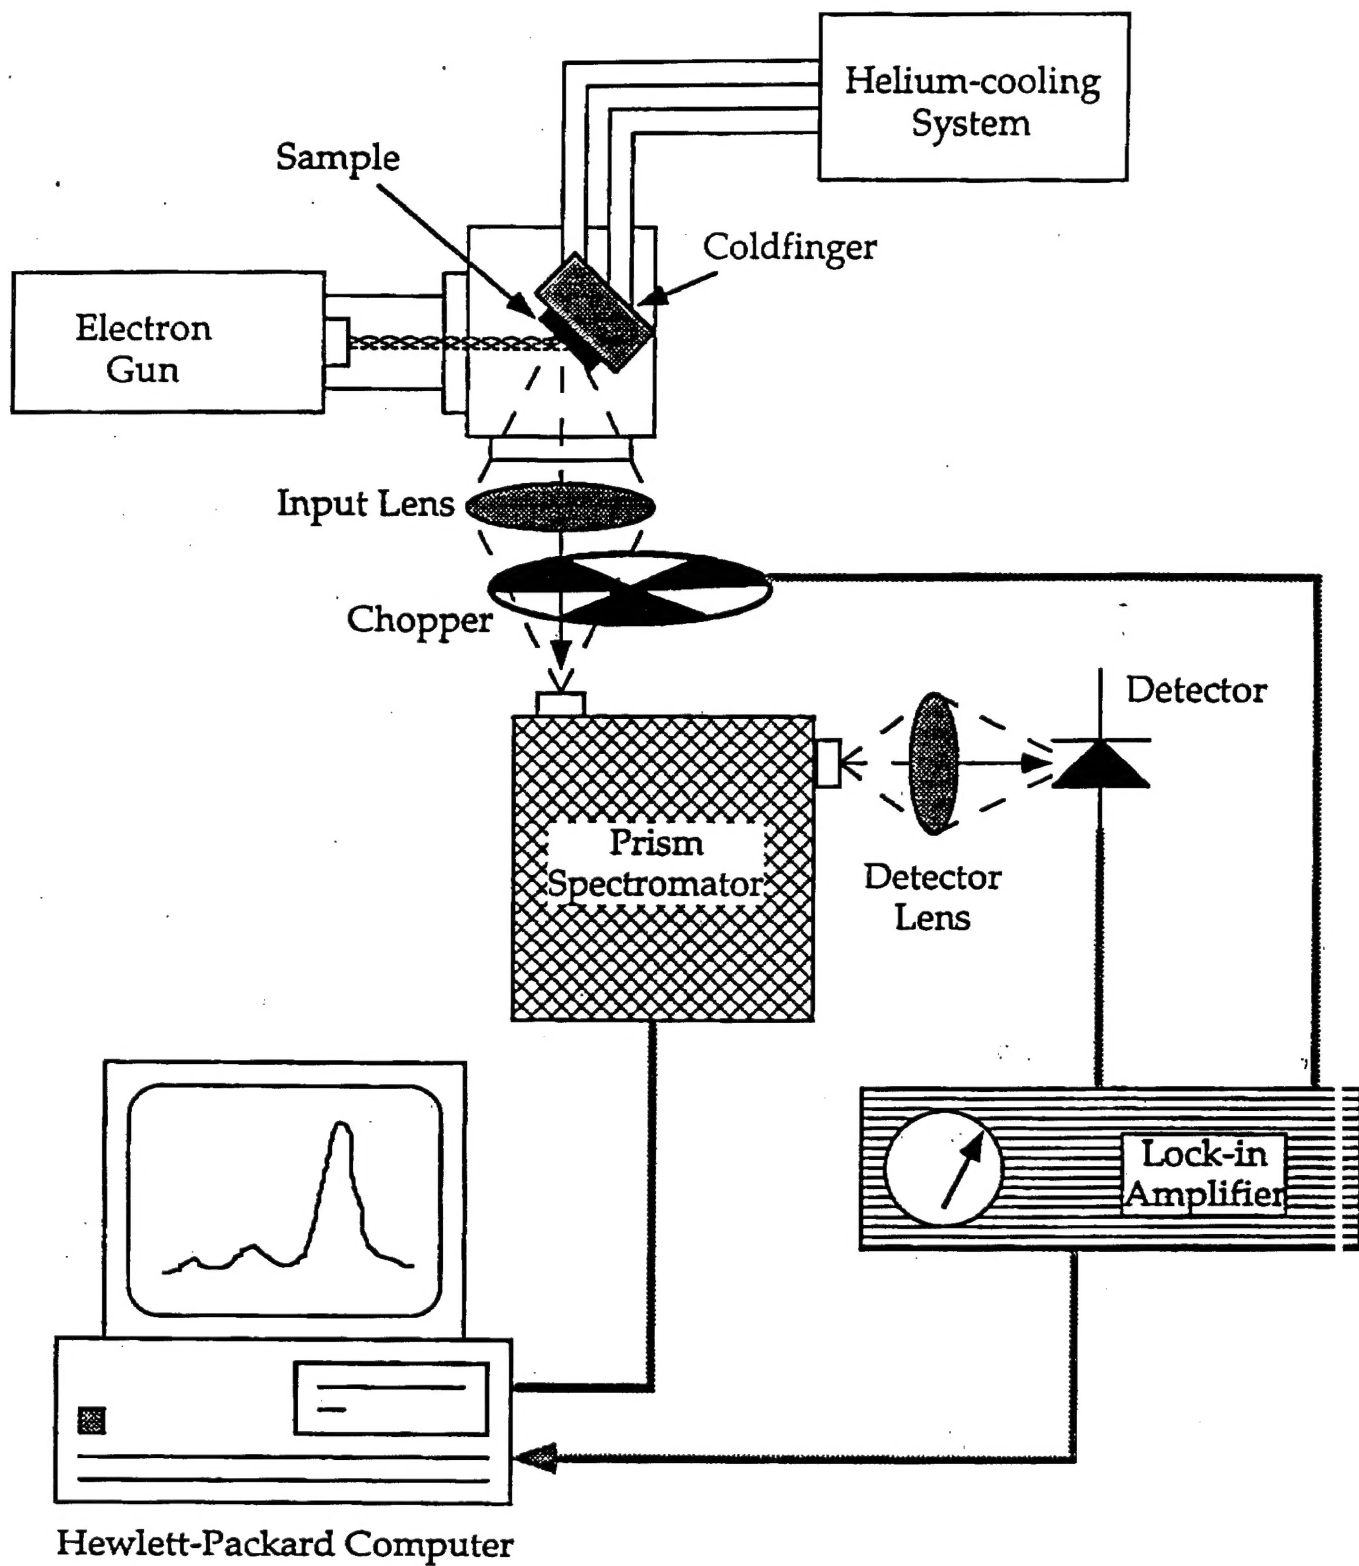 Helium-cooling
System
Sample
Coldfinger
Electron
Gun
Input Lens
Chopper
Detector
Prism
Spectromator
Detector
Lens
Lock-in
Amplifier
Hewlett-Packard Computer